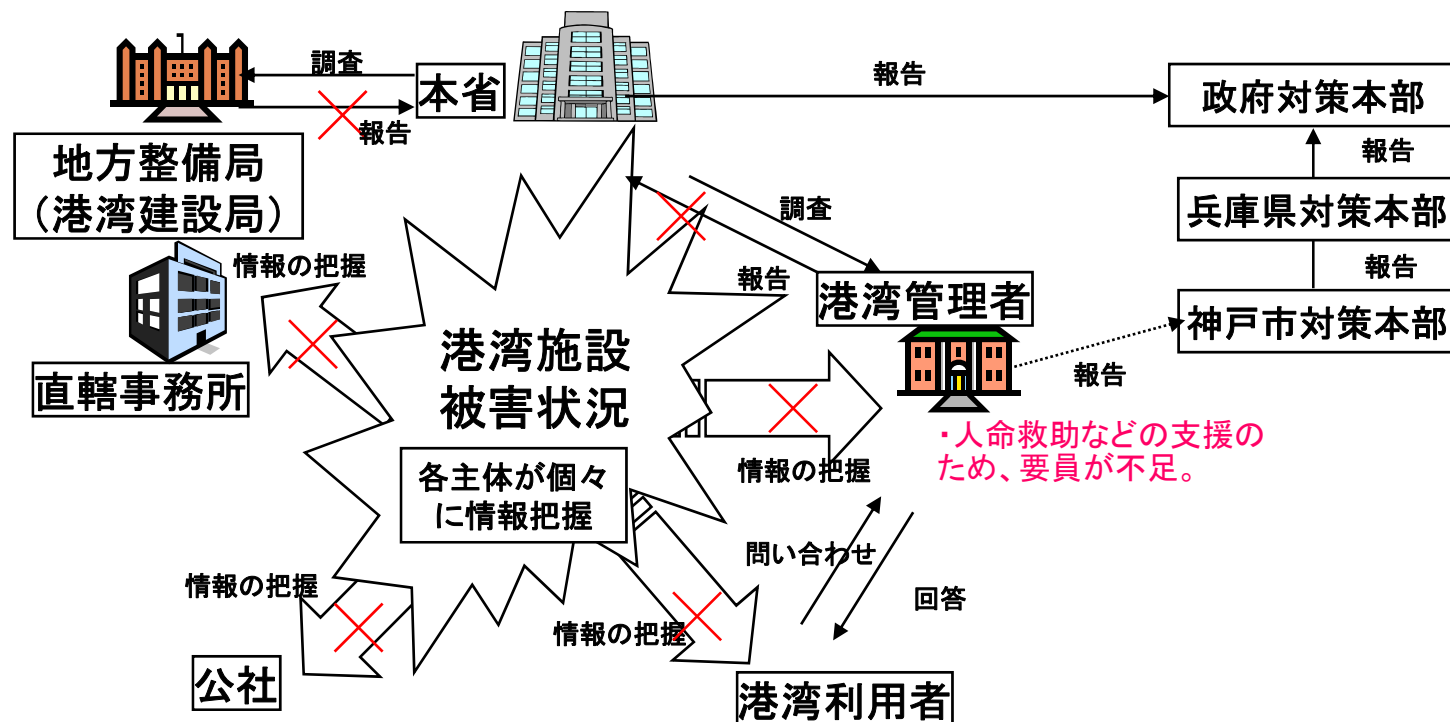 調査
本省
報告
政府対策本部
報告
地方整備局
（港湾建設局）
報告
兵庫県対策本部
調査
情報の把握
報告
報告
港湾管理者
神戸市対策本部
港湾施設
被害状況
直轄事務所
報告
・人命救助などの支援の
ため、要員が不足。
各主体が個々
に情報把握
情報の把握
問い合わせ
情報の把握
回答
情報の把握
公社
港湾利用者